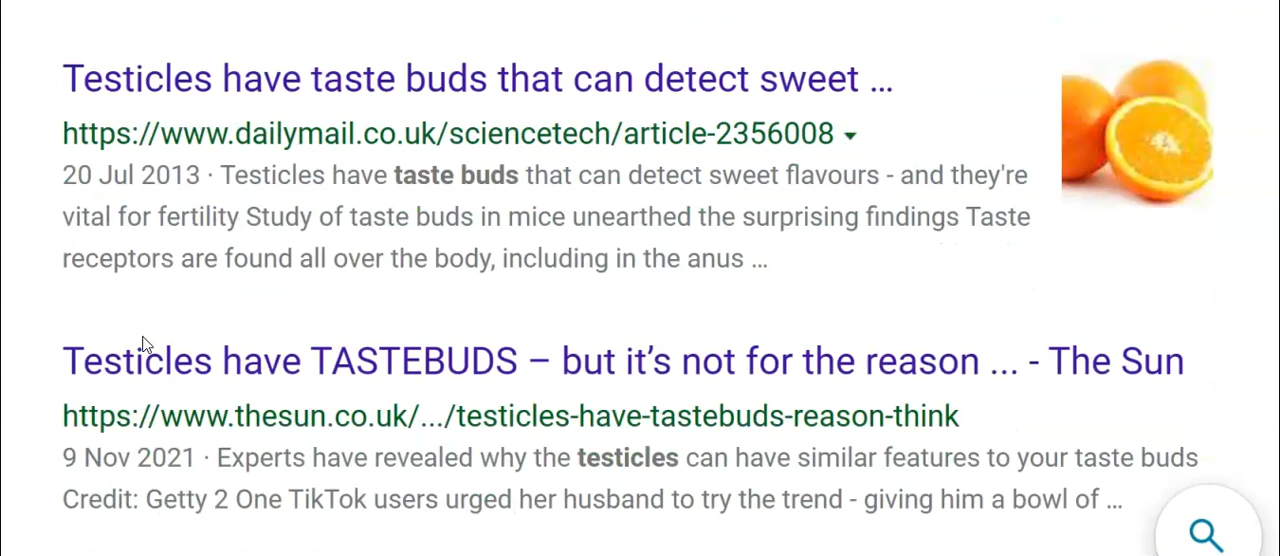 Testicles have taste buds that can detect sweet ...
https://www.dailymail.co.uk/sciencetech/article-2356008
20 Jul 2013 · Testicles have taste buds that can detect sweet flavours - and they're
vital for fertility Study of taste buds in mice unearthed the surprising findings Taste
receptors are found all over the body, including in the anus ...
Testicles have TASTEBUDS – but it’s not for the reason ... - The Sun
https://www.thesun.co.uk/.../testicles-have-tastebuds-reason-think
9 Nov 2021 · Experts have revealed why the testicles can have similar features to your taste buds
Credit: Getty 2 One TikTok users urged her husband to try the trend - giving him a bowl of ...